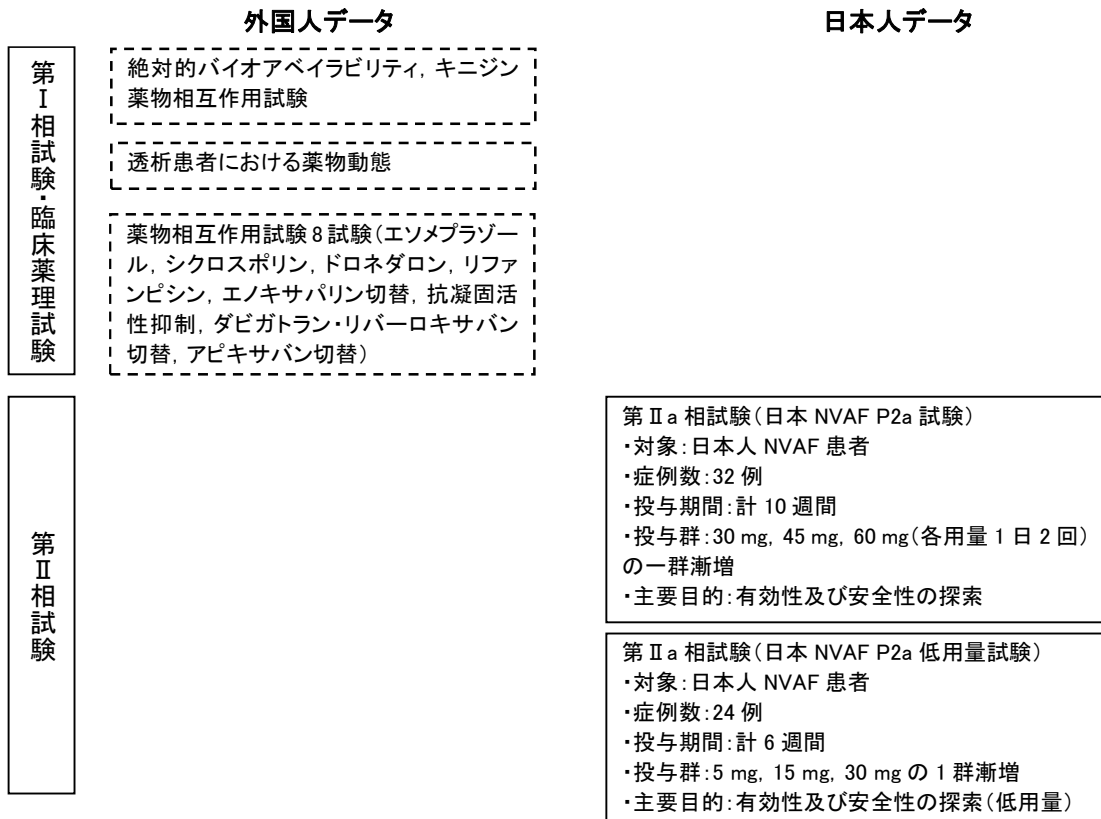 外国人データ
日本人データ
第Ⅰ相試験・臨床薬理試験
絶対的バイオアベイラビリティ, キニジン
薬物相互作用試験
透析患者における薬物動態
薬物相互作用試験 8 試験(エソメプラゾー
ル, シクロスポリン, ドロネダロン, リファ
ンピシン, エノキサパリン切替, 抗凝固活
性抑制, ダビガトラン・リバーロキサバン
切替, アピキサバン切替)
第Ⅱ相試験
第Ⅱa 相試験(日本 NVAF P2a 試験)
・対象:日本人 NVAF 患者
・症例数:32 例
・投与期間:計 10 週間
・投与群:30 mg, 45 mg, 60 mg(各用量 1 日 2 回)
の一群漸増
・主要目的:有効性及び安全性の探索
第Ⅱa 相試験(日本 NVAF P2a 低用量試験)
・対象:日本人 NVAF 患者
・症例数:24 例
・投与期間:計 6 週間
・投与群:5 mg, 15 mg, 30 mg の 1 群漸増
・主要目的:有効性及び安全性の探索(低用量)